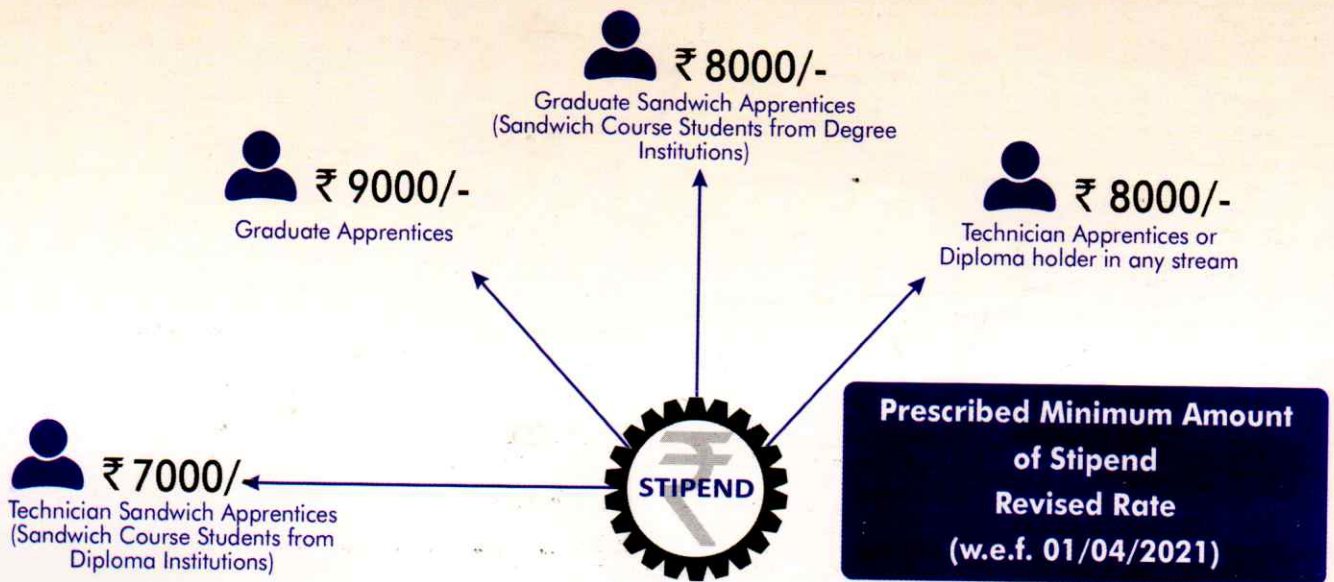 ₹ 8000/-
Graduate Sandwich Apprentices
(Sandwich Course Students from Degree
Institutions)
₹ 9000/-
Graduate Apprentices
₹ 8000/-
Technician Apprentices or
Diploma holder in any stream
₹ 7000/-
Technician Sandwich Apprentices
(Sandwich Course Students from
Diploma Institutions)
₹
STIPEND
Prescribed Minimum Amount
of Stipend
Revised Rate
(w.e.f. 01/04/2021)